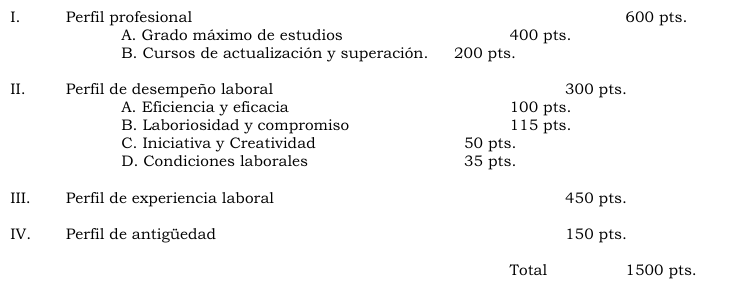 I. Perfil profesional 600 pts.
A. Grado máximo de estudios 400 pts.
B. Cursos de actualización y superación. 200 pts.
II. Perfil de desempeño laboral 300 pts.
A. Eficiencia y eficacia 100 pts.
B. Laboriosidad y compromiso 115 pts.
C. Iniciativa y Creatividad 50 pts.
D. Condiciones laborales 35 pts.
III. Perfil de experiencia laboral 450 pts.
IV. Perfil de antigüedad 150 pts.
Total 1500 pts.